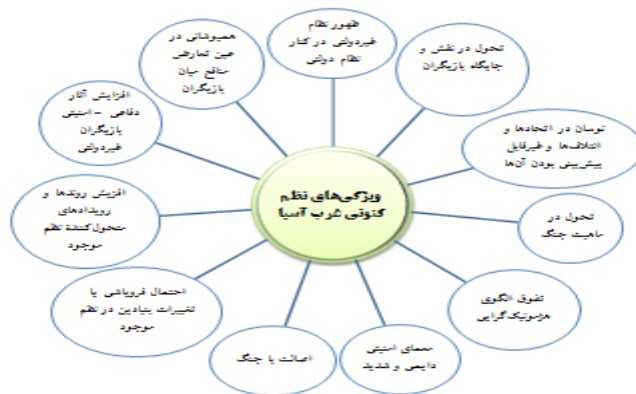 ویژگی‌های نظم
کنونی غرب آسیا
ظهور نظام
غیردولتی در کنار
نظام دولتی
تحول در نقش و
جایگاه بازیگران
نوسان در اتحادها و
ائتلاف‌ها و غیرقابل
پیش‌بینی بودن آن‌ها
تحول در
ماهیت جنگ
تفوق الگوی
هژمونیک‌گرایی
معمای امنیتی
دایمی و شدید
اصالت با جنگ
احتمال فروپاشی یا
تغییرات بنیادین در نظم
موجود
افزیش روندها و
رویدادهای
متحول‌کنندهٔ نظم
موجود
افزایش آثار
دفاعی - امنیتی
بازیگران
غیردولتی
همپوشانی در
عین تعارض
منافع میان
بازیگران